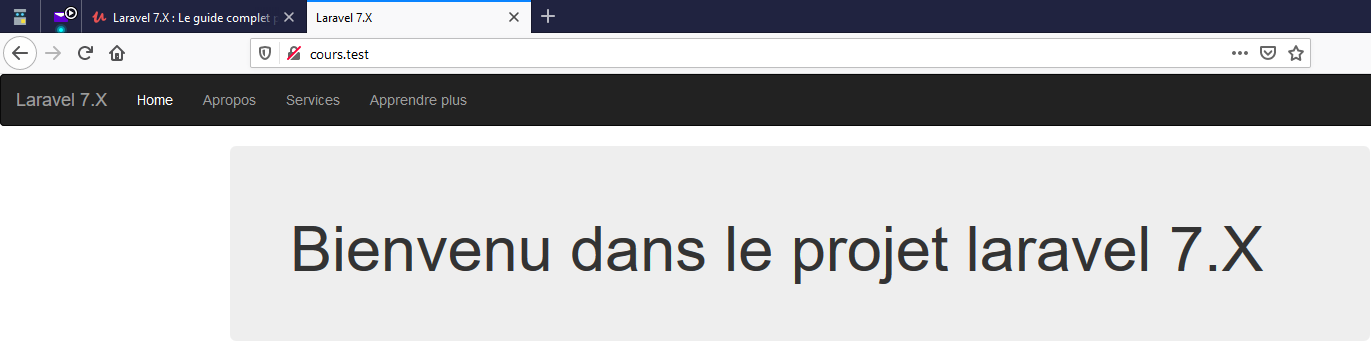 Laravel 7.X : Le guide complet p
Laravel 7.X
cours.test
Laravel 7.X Home Apropos Services Apprendre plus
Bienvenu dans le projet laravel 7.X